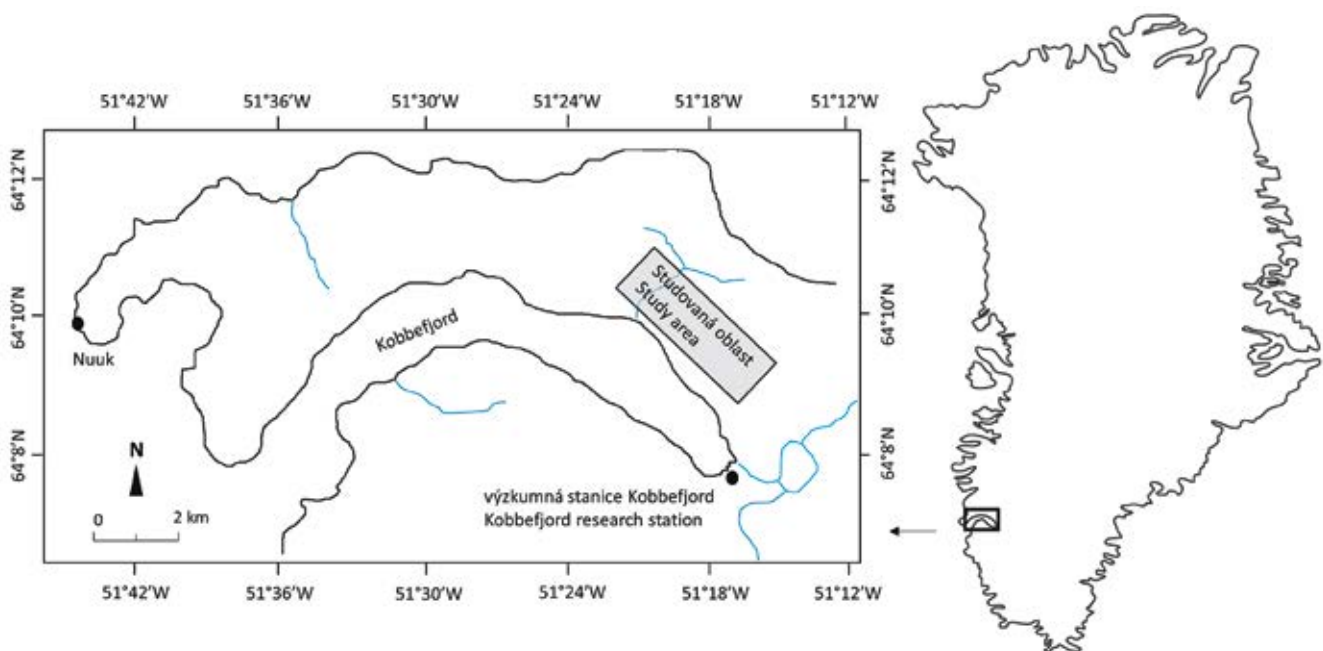 51°42'W 51°36'W 51°30'W 51°24'W 51°18'W 51°12'W
64°12'N
64°10'N
64°8'N
64°12'N
64°10'N
64°8'N
Studovaná oblast
Study area
Kobbefjord
Nuuk
N
0 2 km
výzkumná stanice Kobbefjord
Kobbefjord research station
51°42'W 51°36'W 51°30'W 51°24'W 51°18'W 51°12'W